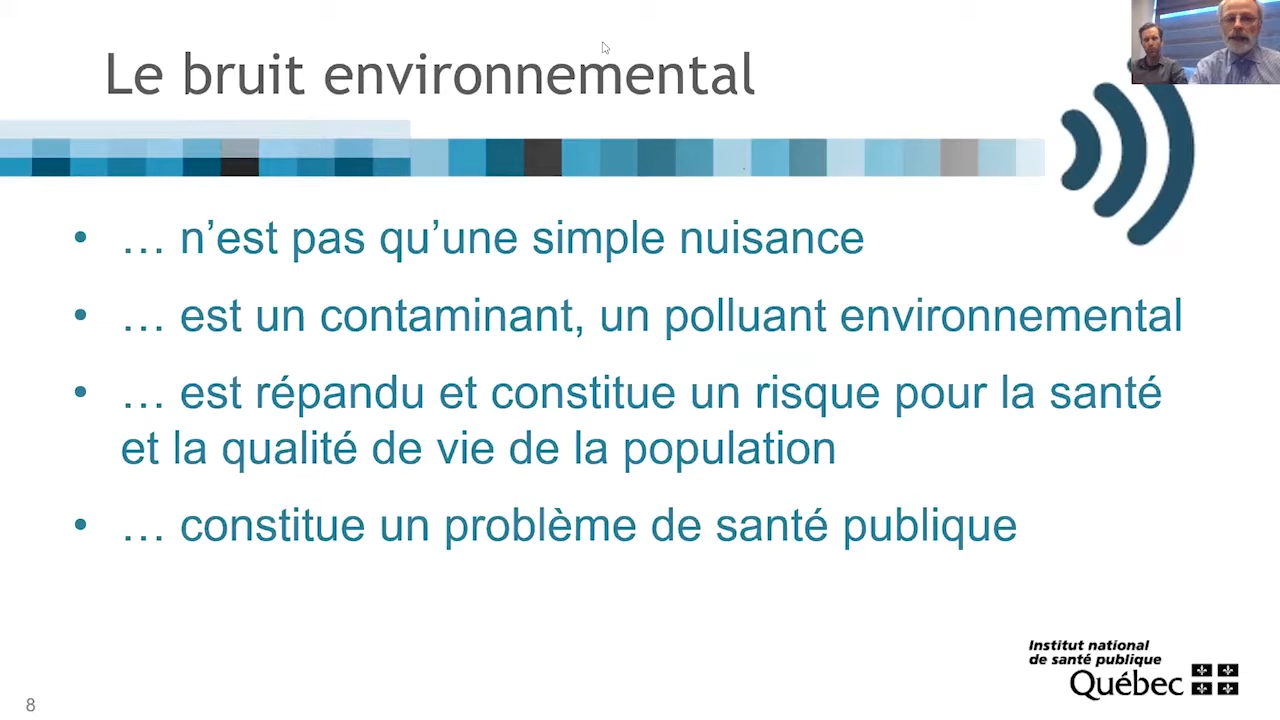 Le bruit environnemental
• … n’est pas qu’une simple nuisance
• … est un contaminant, un polluant environnemental
• … est répandu et constitue un risque pour la santé
et la qualité de vie de la population
• … constitue un problème de santé publique
Institut national
de santé publique
Québec
8